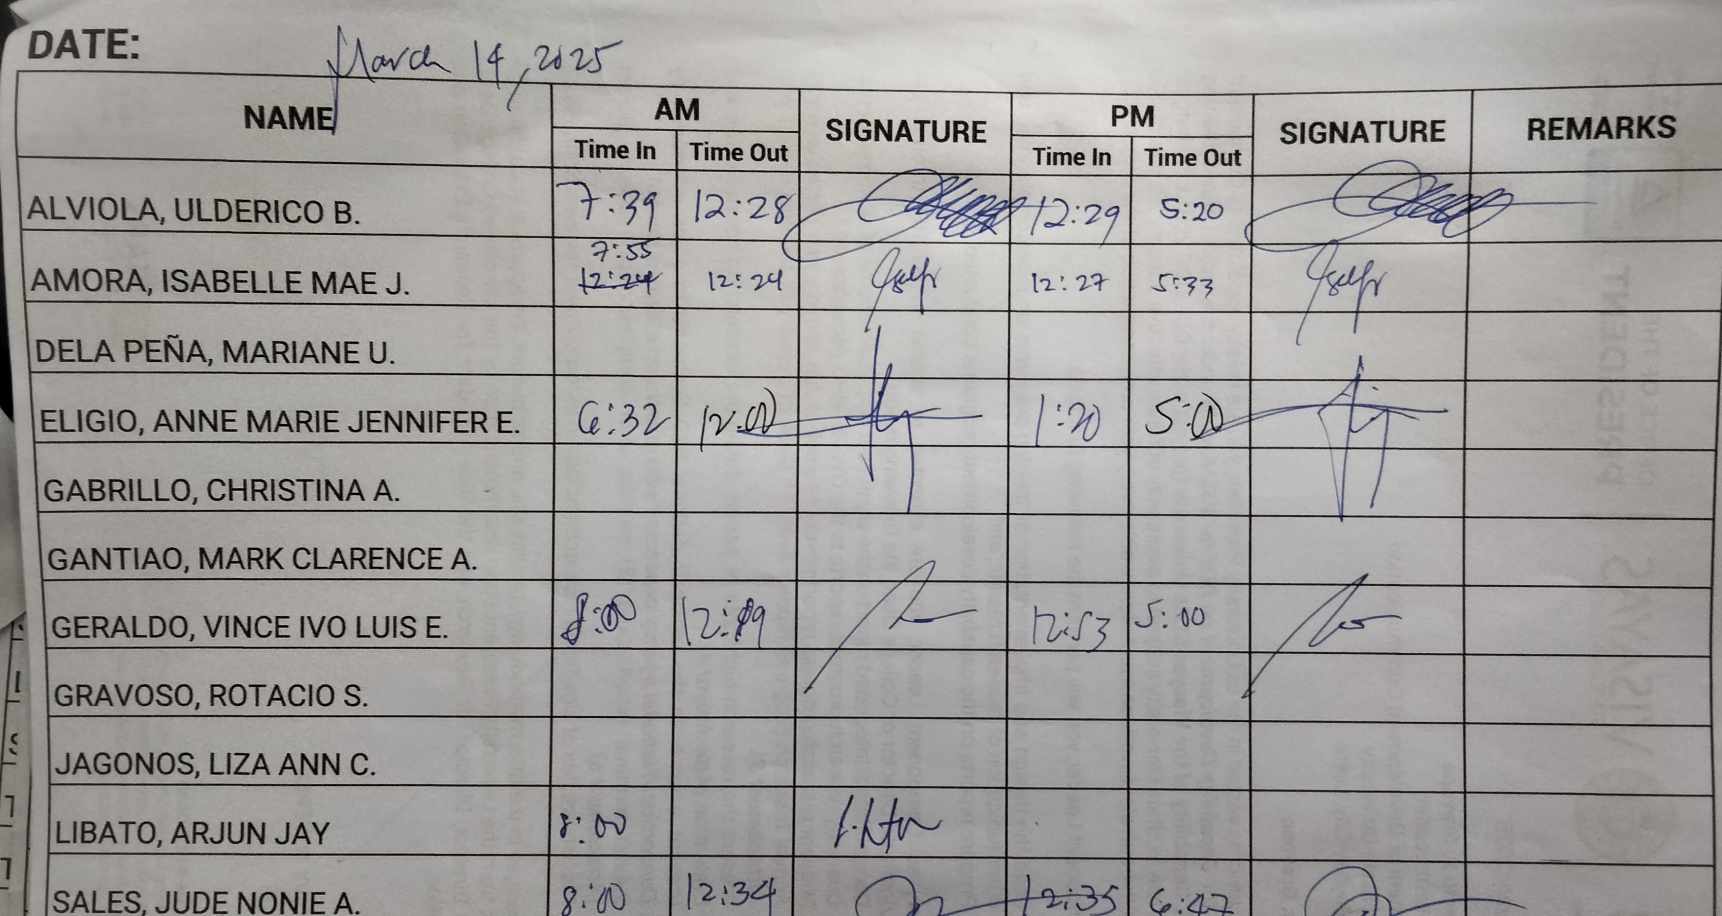 DATE: March 14, 2025
NAME AM SIGNATURE PM SIGNATURE REMARKS
Time In Time Out Time In Time Out
ALVIOLA, ULDERICO B. 7:39 12:28 12:29 5:20
7:55
AMORA, ISABELLE MAE J. 12:24 12:24 12:27 5:33
DELA PEÑA, MARIANE U.
ELIGIO, ANNE MARIE JENNIFER E. 6:32 12:00 1:20 5:00
GABRILLO, CHRISTINA A.
GANTIAO, MARK CLARENCE A.
GERALDO, VINCE IVO LUIS E. 8:00 12:53 5:00
GRAVOSO, ROTACIO S.
JAGONOS, LIZA ANN C.
LIBATO, ARJUN JAY 8:00
SALES, JUDE NONIE A. 8:00 12:34 12:35 6:47